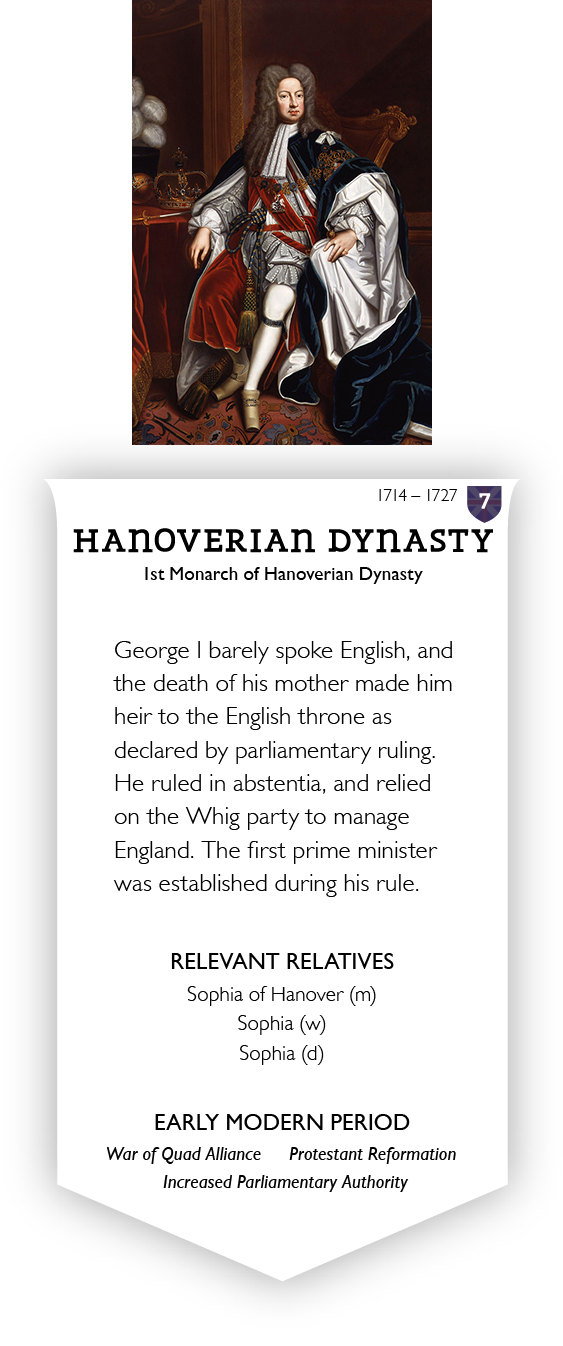 1714 – 1727 7
HANOVERIAN DYNASTY
1st Monarch of Hanoverian Dynasty
George I barely spoke English, and
the death of his mother made him
heir to the English throne as
declared by parliamentary ruling.
He ruled in abstentia, and relied
on the Whig party to manage
England. The first prime minister
was established during his rule.
RELEVANT RELATIVES
Sophia of Hanover (m)
Sophia (w)
Sophia (d)
EARLY MODERN PERIOD
War of Quad Alliance Protestant Reformation
Increased Parliamentary Authority